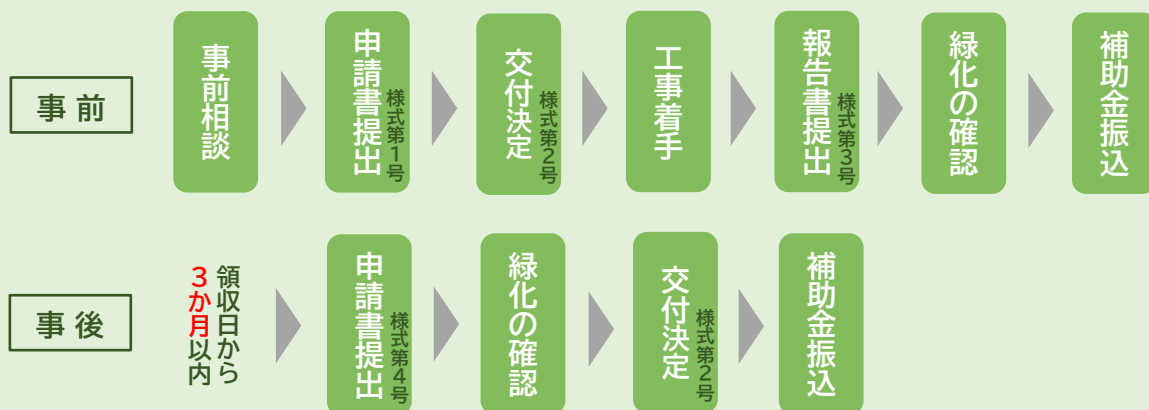 事前
事前相談
申請書提出
様式第1号
交付決定
様式第2号
工事着手
報告書提出
様式第3号
緑化の確認
補助金振込
事後
領収日から
3か月以内
申請書提出
様式第4号
緑化の確認
交付決定
様式第2号
補助金振込